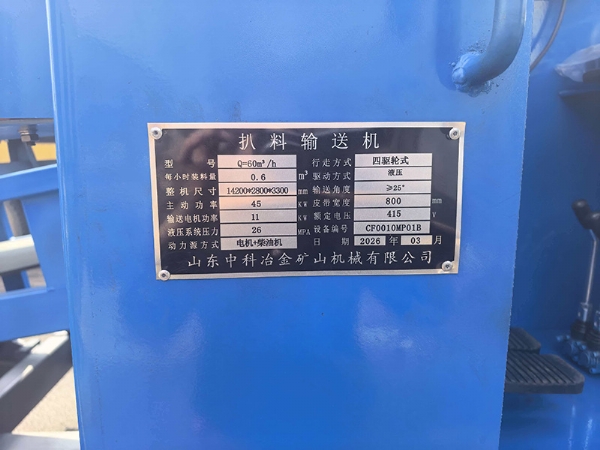 扒料输送机
型号 Q=60m³/h 行走方式 四驱轮式
每小时装料量 0.6 m³ 驱动方式 液压
整机尺寸 14200*2800*3300 mm 输送角度 ≥25°
主动功率 45 KW 皮带宽度 800 mm
输送电机功率 11 KW 额定电压 415 V
液压系统压力 26 MPA 设备编号 CF0010MP01B
动力源方式 电机+柴油机 日期 2026 年 03 月
山东中科冶金矿山机械有限公司